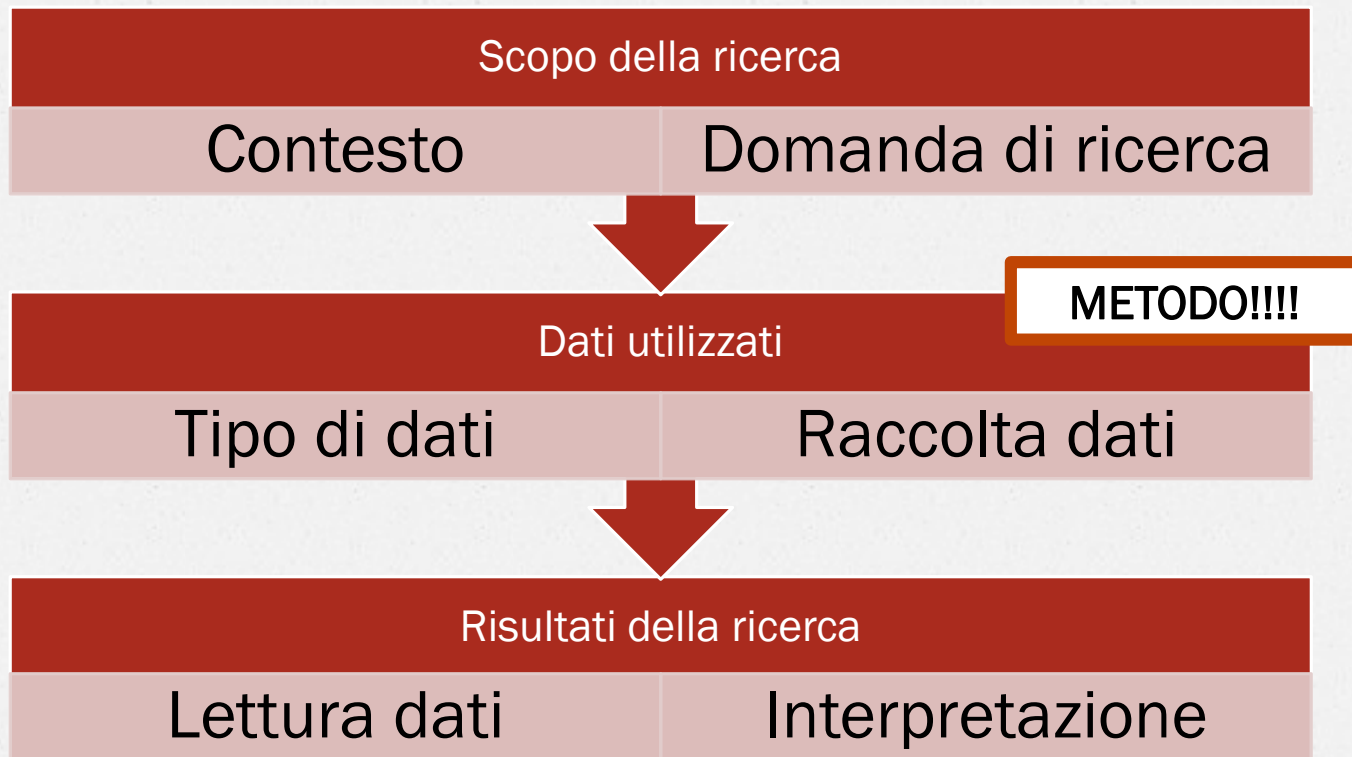 Scopo della ricerca
Contesto
Domanda di ricerca
METODO!!!!
Dati utilizzati
Tipo di dati
Raccolta dati
Risultati della ricerca
Lettura dati
Interpretazione